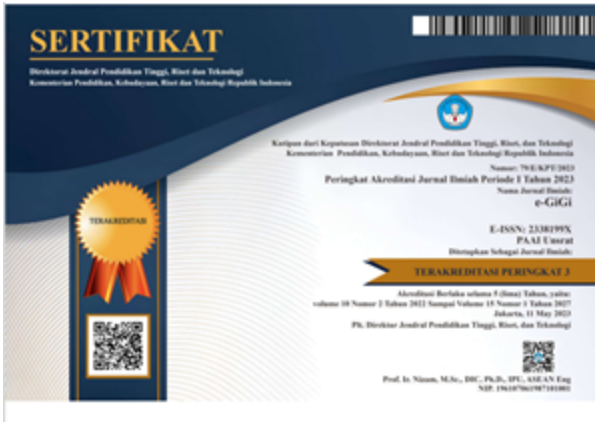 SERTIFIKAT
Direktorat Jendral Pendidikan Tinggi, Riset dan Teknologi
Kementerian Pendidikan, Kebudayaan, Riset dan Teknologi Republik Indonesia
Kutipan dari Keputusan Direktorat Jendral Pendidikan Tinggi, Riset, dan Teknologi
Kementerian Pendidikan, Kebudayaan, Riset dan Teknologi Republik Indonesia
Nomor: 79/E/KPT/2023
Peringkat Akreditasi Jurnal Ilmiah Periode 1 Tahun 2023
Nama Jurnal Ilmiah:
e-GiGi
E-ISSN: 2338199X
PAAI Unsrat
Ditetapkan Sebagai Jurnal Ilmiah:
TERAKREDITASI
TERAKREDITASI PERINGKAT 3
Akreditasi Berlaku selama 5 (lima) Tahun, yaitu:
volume 10 Nomor 2 Tahun 2022 Sampai Volume 15 Nomor 1 Tahun 2027
Jakarta, 11 May 2023
Plt. Direktur Jendral Pendidikan Tinggi, Riset, dan Teknologi
Prof. Ir. Nizam, M.Sc., DIC, Ph.D., IPU, ASEAN Eng
NIP. 196107061987101001